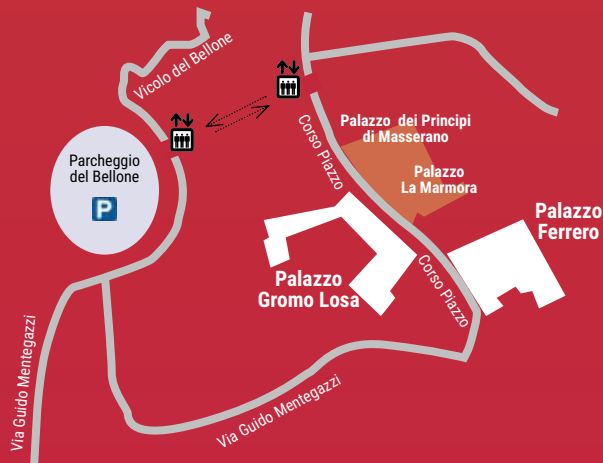 Vicolo del Bellone
Parcheggio
del Bellone
P
Corso Piazzo
Palazzo dei Principi
di Masserano
Palazzo
La Marmora
Palazzo
Ferrero
Palazzo
Gromo Losa
Corso Piazzo
Via Guido Mentegazzi
Via Guido Mentegazzi